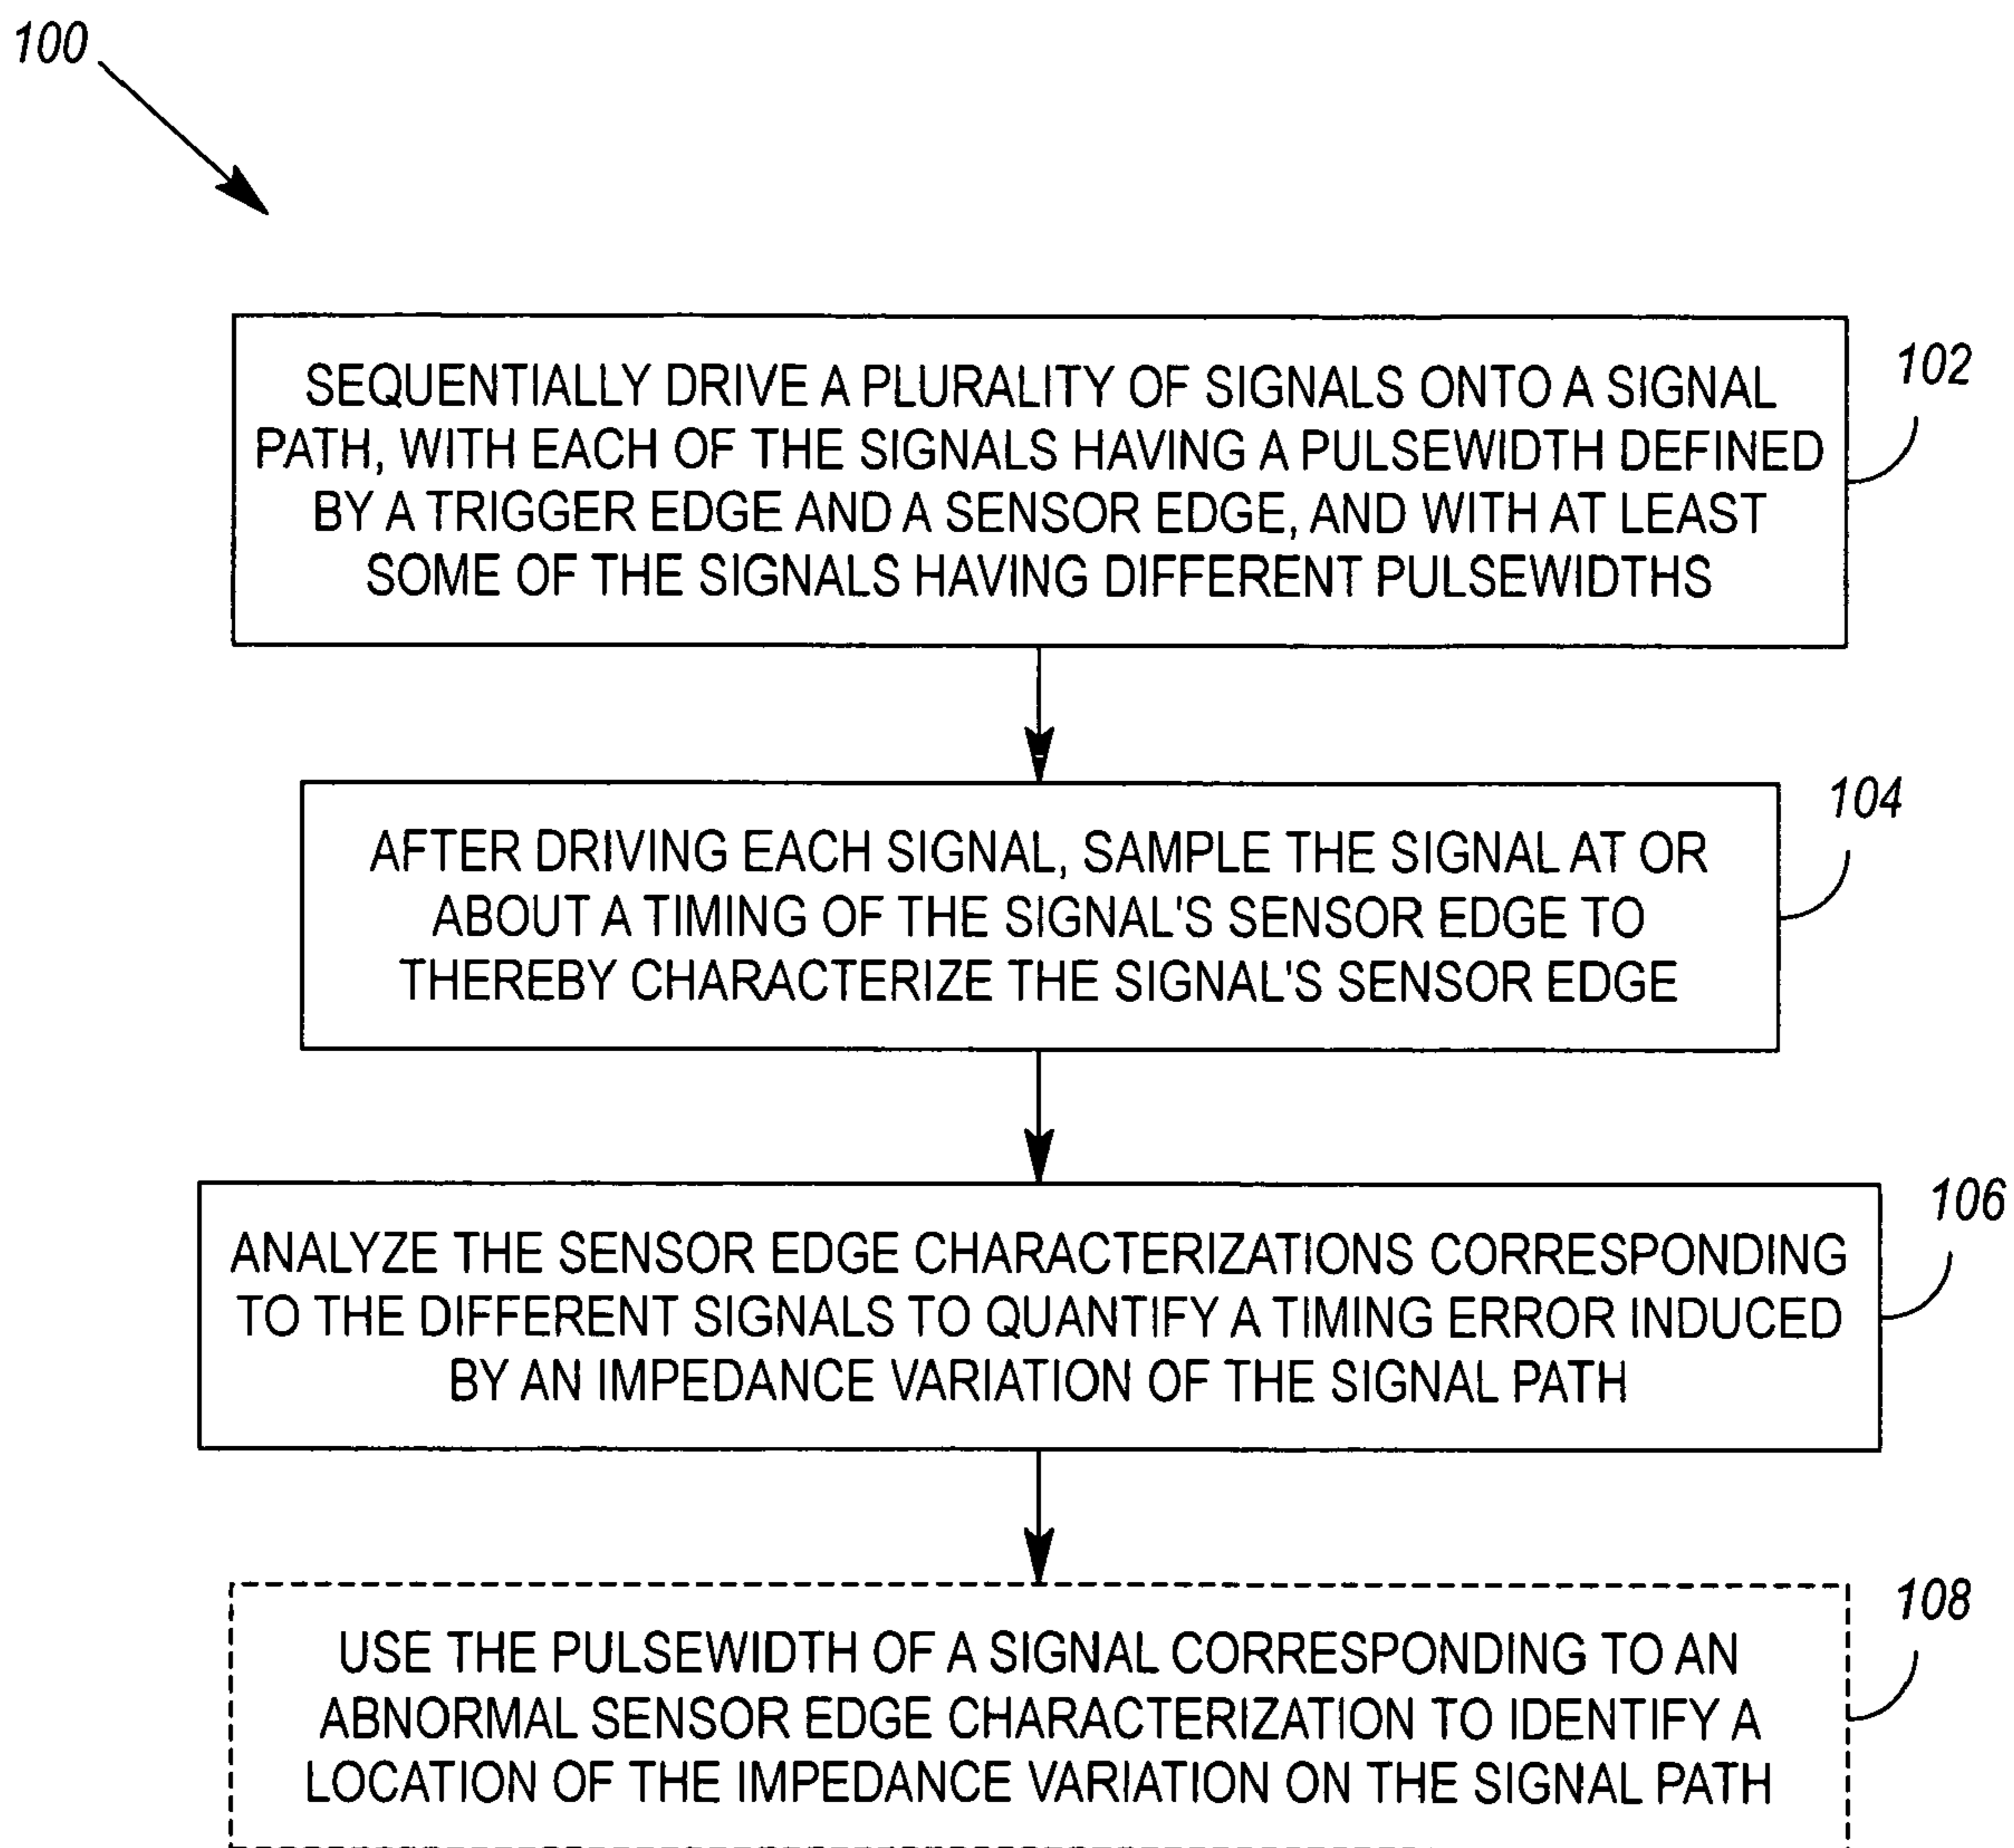 100
SEQUENTIALLY DRIVE A PLURALITY OF SIGNALS ONTO A SIGNAL
PATH, WITH EACH OF THE SIGNALS HAVING A PULSEWIDTH DEFINED
BY A TRIGGER EDGE AND A SENSOR EDGE, AND WITH AT LEAST
SOME OF THE SIGNALS HAVING DIFFERENT PULSEWIDTHS
102
AFTER DRIVING EACH SIGNAL, SAMPLE THE SIGNAL AT OR
ABOUT A TIMING OF THE SIGNAL'S SENSOR EDGE TO
THEREBY CHARACTERIZE THE SIGNAL'S SENSOR EDGE
104
ANALYZE THE SENSOR EDGE CHARACTERIZATIONS CORRESPONDING
TO THE DIFFERENT SIGNALS TO QUANTIFY A TIMING ERROR INDUCED
BY AN IMPEDANCE VARIATION OF THE SIGNAL PATH
106
USE THE PULSEWIDTH OF A SIGNAL CORRESPONDING TO AN
ABNORMAL SENSOR EDGE CHARACTERIZATION TO IDENTIFY A
LOCATION OF THE IMPEDANCE VARIATION ON THE SIGNAL PATH
108